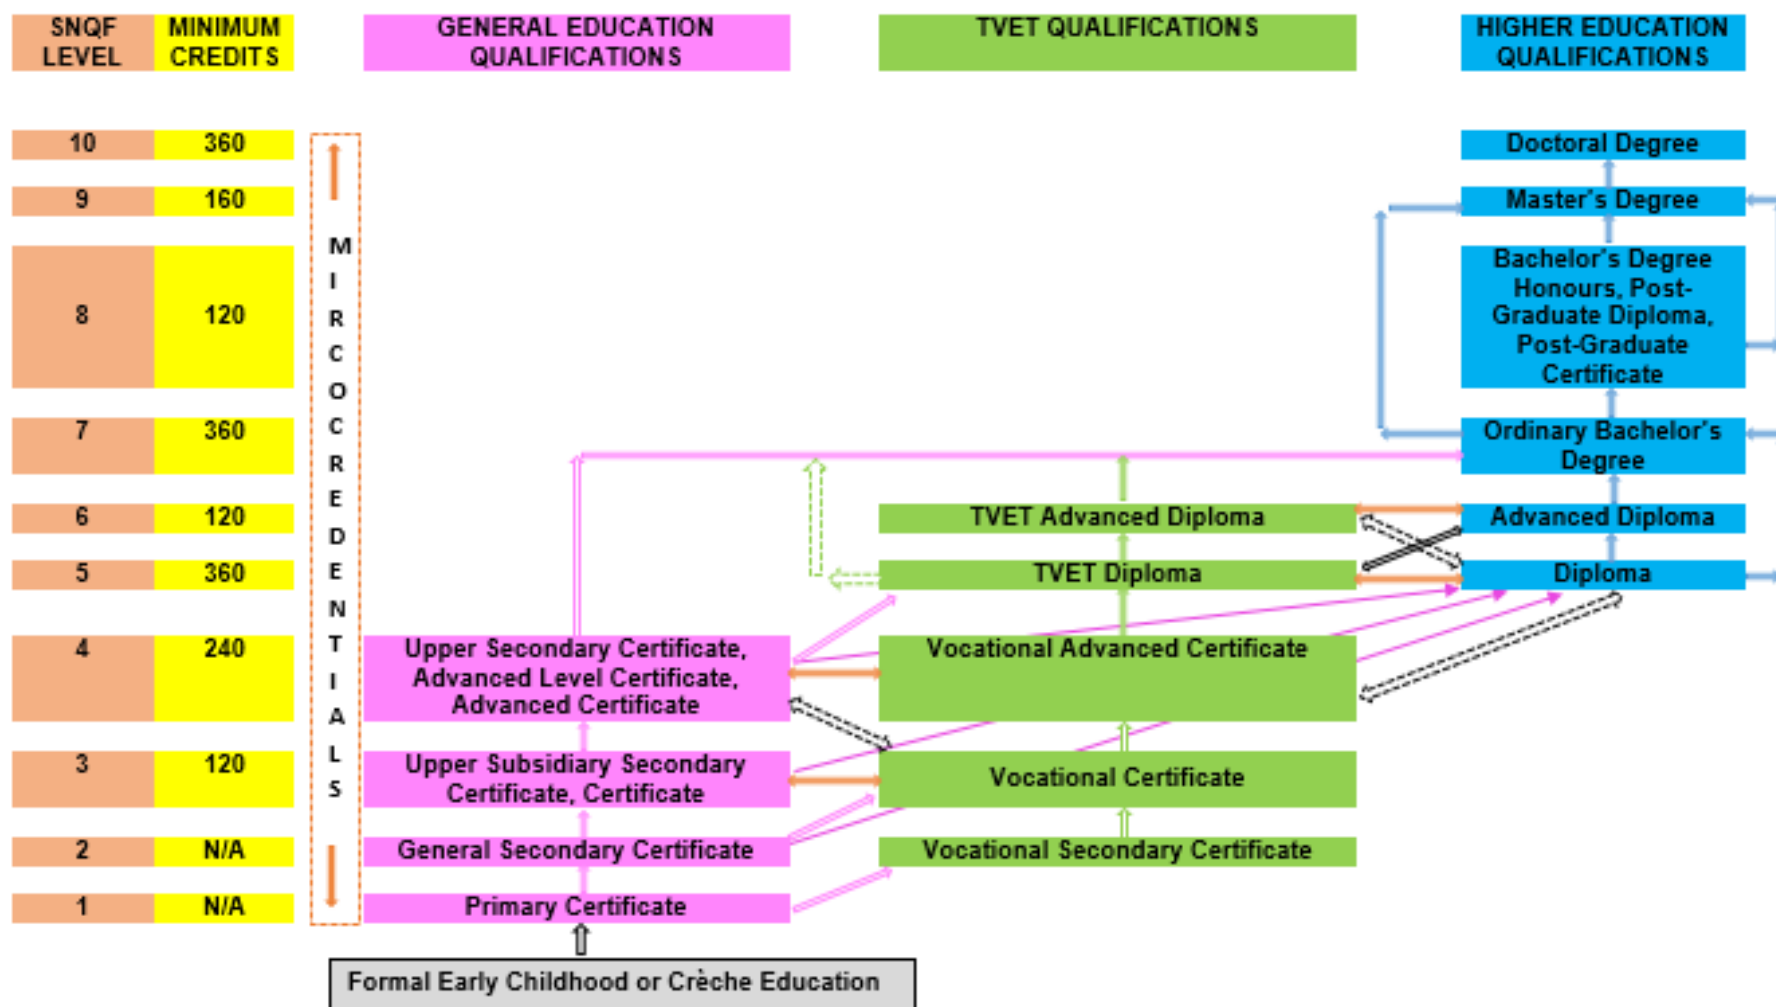 SNQF
LEVEL
MINIMUM
CREDITS
GENERAL EDUCATION
QUALIFICATIONS
TVET QUALIFICATIONS
HIGHER EDUCATION
QUALIFICATIONS
10
360
Doctoral Degree
9
160
Master's Degree
8
120
Bachelor's Degree
Honours, Post-
Graduate Diploma,
Post-Graduate
Certificate
7
360
Ordinary Bachelor's
Degree
6
120
TVET Advanced Diploma
Advanced Diploma
5
360
TVET Diploma
Diploma
4
240
Upper Secondary Certificate,
Advanced Level Certificate,
Advanced Certificate
Vocational Advanced Certificate
3
120
Upper Subsidiary Secondary
Certificate, Certificate
Vocational Certificate
2
N/A
General Secondary Certificate
Vocational Secondary Certificate
1
N/A
Primary Certificate
MIRCOCREDENTIALS
Formal Early Childhood or Crèche Education